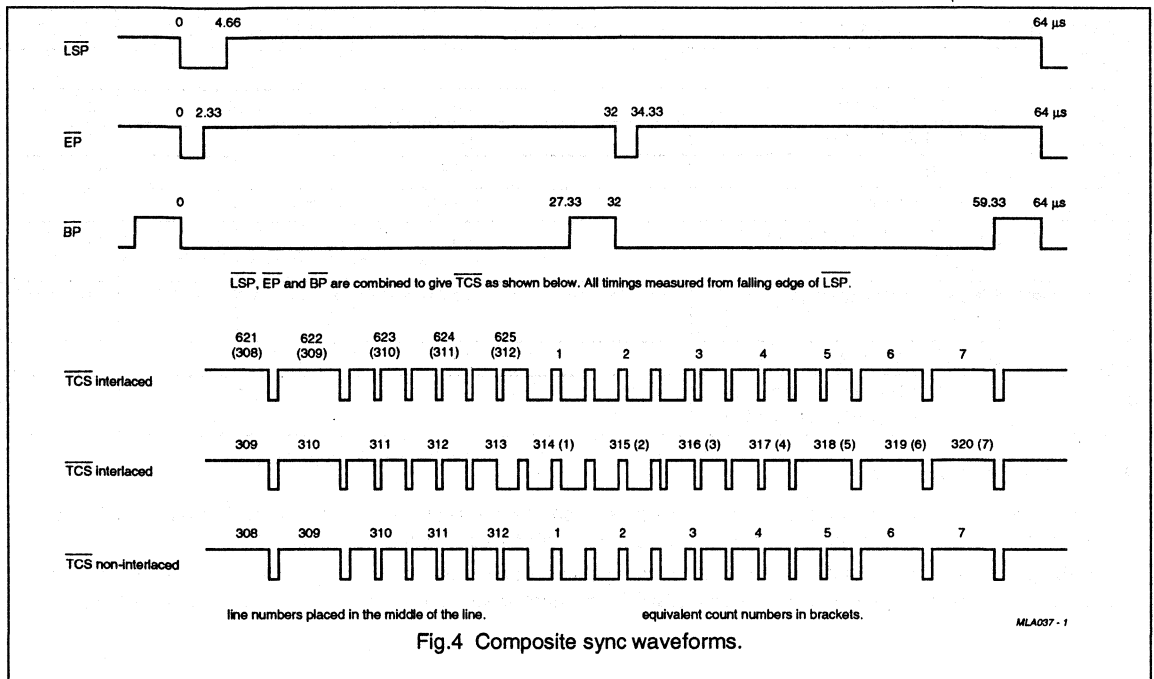 0 4.66 64 µs
LSP
0 2.33 32 34.33 64 µs
EP
0 27.33 32 59.33 64 µs
BP
LSP, EP and BP are combined to give TCS as shown below. All timings measured from falling edge of LSP.
621 622 623 624 625 1 2 3 4 5 6 7
(308) (309) (310) (311) (312)
TCS interlaced
309 310 311 312 313 314 (1) 315 (2) 316 (3) 317 (4) 318 (5) 319 (6) 320 (7)
TCS interlaced
308 309 310 311 312 1 2 3 4 5 6 7
TCS non-interlaced
line numbers placed in the middle of the line. equivalent count numbers in brackets.
MLA037 - 1
Fig.4 Composite sync waveforms.